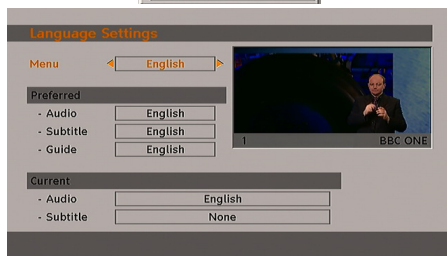 Language Settings
Menu English
Preferred
- Audio English
- Subtitle English
- Guide English
1 BBC ONE
Current
- Audio English
- Subtitle None